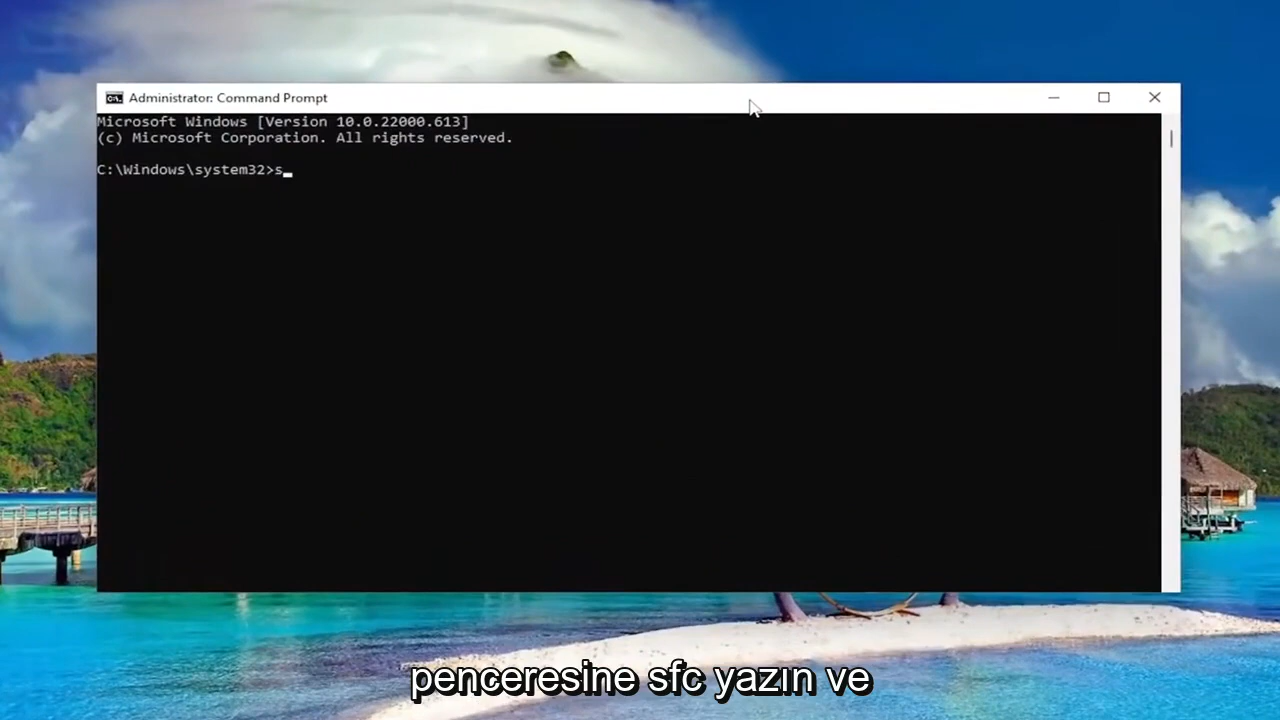 Administrator: Command Prompt
Microsoft Windows [Version 10.0.22000.613]
(c) Microsoft Corporation. All rights reserved.
C:\Windows\system32>s
penceresine sfc yazın ve